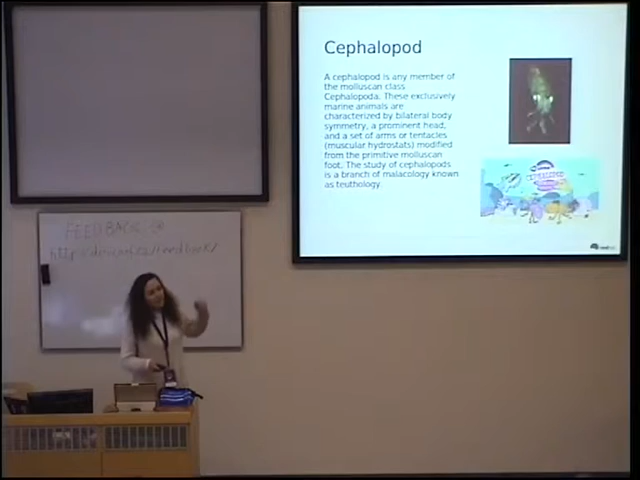 Cephalopod
A cephalopod is any member of
the molluscan class
Cephalopoda. These exclusively
marine animals are
characterized by bilateral body
symmetry, a prominent head,
and a set of arms or tentacles
(muscular hydrostats) modified
from the primitive molluscan
foot. The study of cephalopods
is a branch of malacology known
as teuthology.
CEPHALOPOD
FEEDBACK